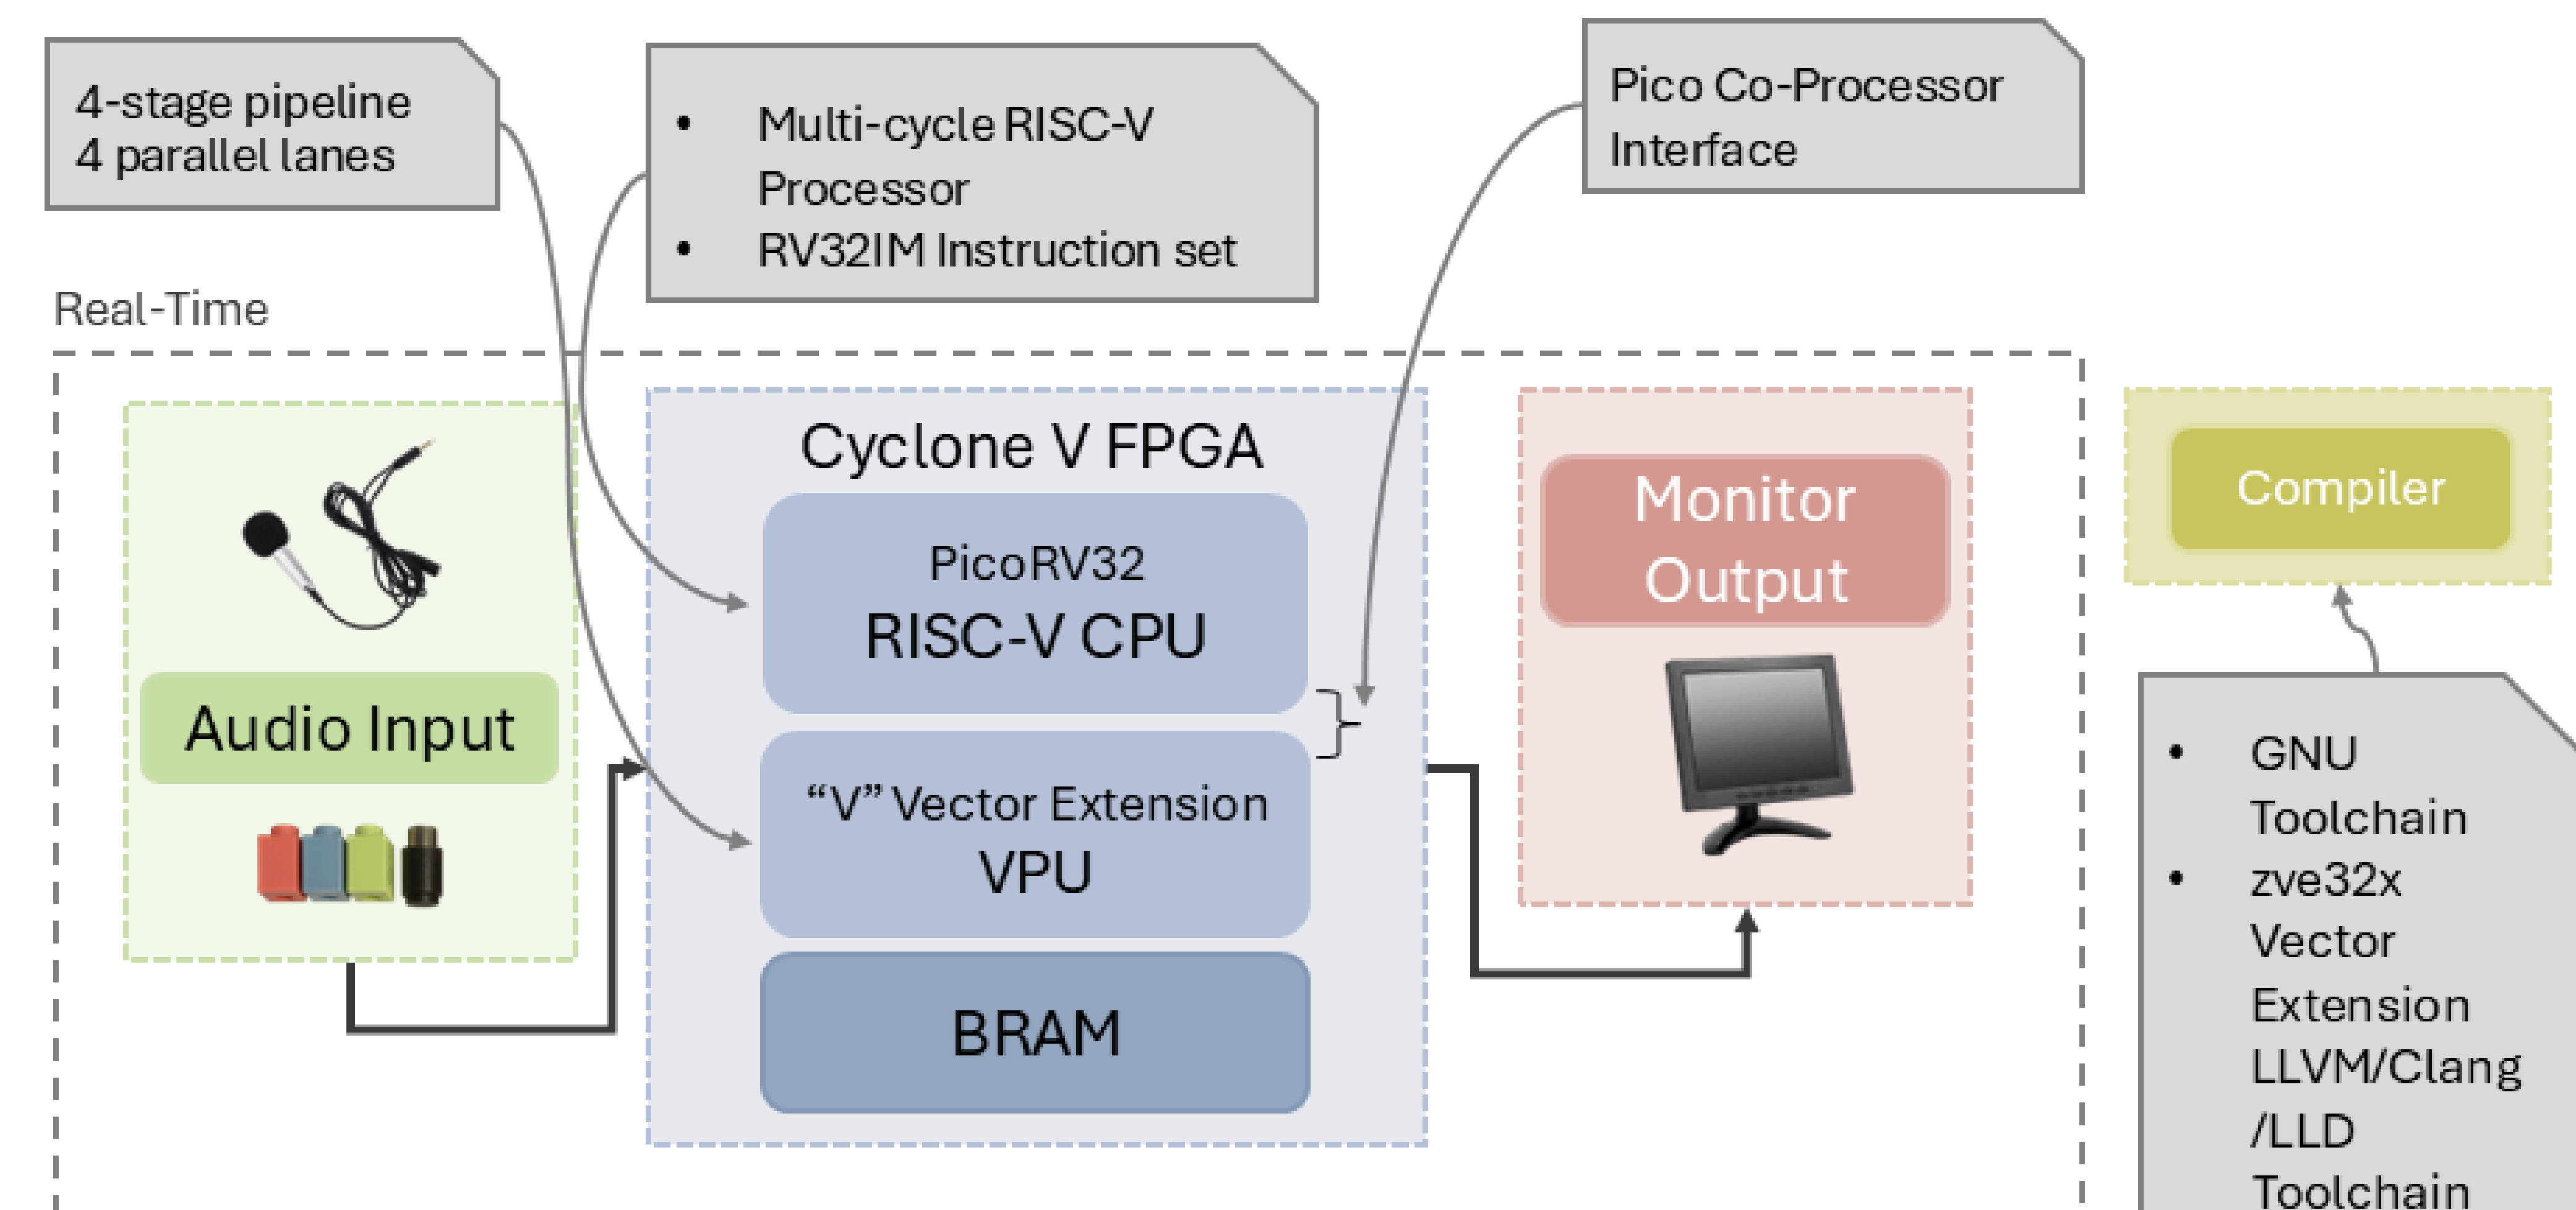 4-stage pipeline
4 parallel lanes
• Multi-cycle RISC-V
Processor
• RV32IM Instruction set
Pico Co-Processor
Interface
Real-Time
Audio Input
Cyclone V FPGA
PicoRV32
RISC-V CPU
“V” Vector Extension
VPU
BRAM
Monitor
Output
Compiler
• GNU
Toolchain
• zve32x
Vector
Extension
LLVM/Clang
/LLD
Toolchain